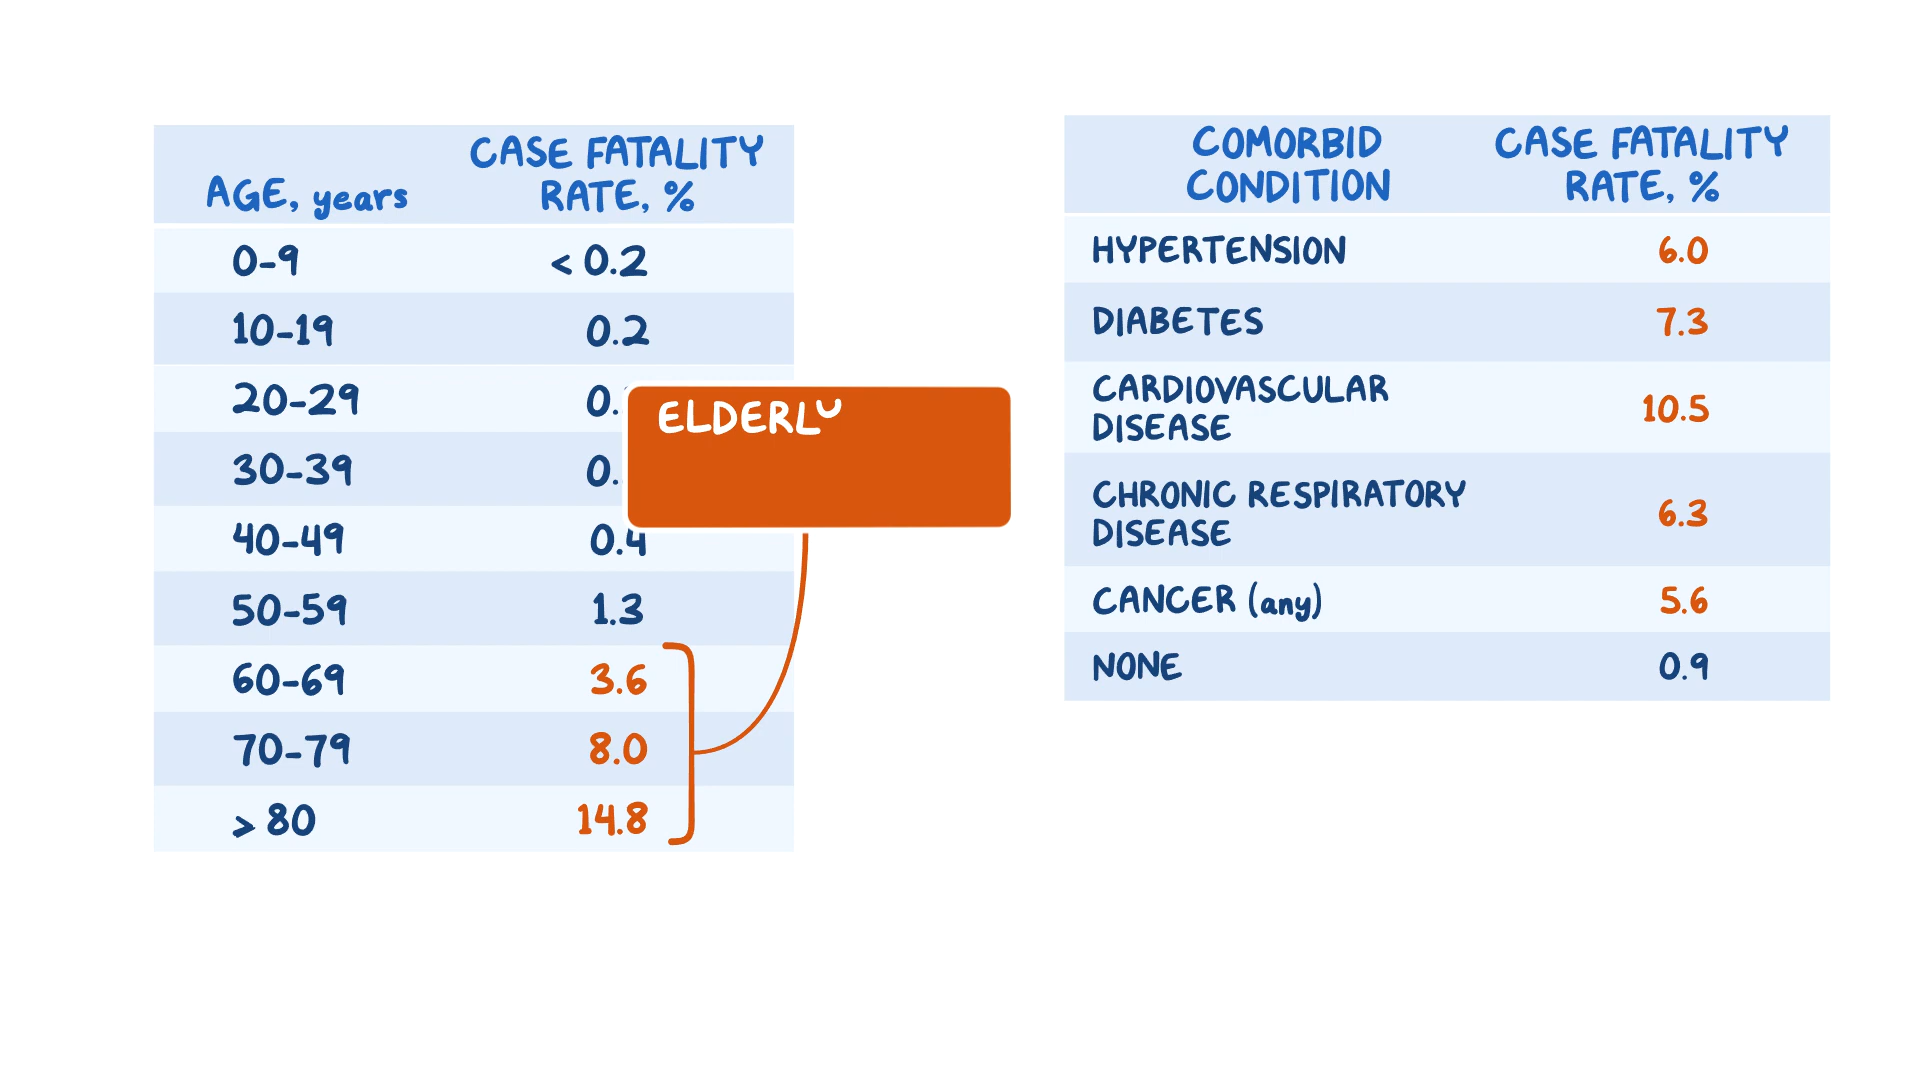 AGE, years
CASE FATALITY
RATE, %
0-9 < 0.2
10-19 0.2
20-29 0.
30-39 0.
40-49 0.4
50-59 1.3
60-69 3.6
70-79 8.0
> 80 14.8
ELDERLY
COMORBID
CONDITION
CASE FATALITY
RATE, %
HYPERTENSION 6.0
DIABETES 7.3
CARDIOVASCULAR
DISEASE 10.5
CHRONIC RESPIRATORY
DISEASE 6.3
CANCER (any) 5.6
NONE 0.9